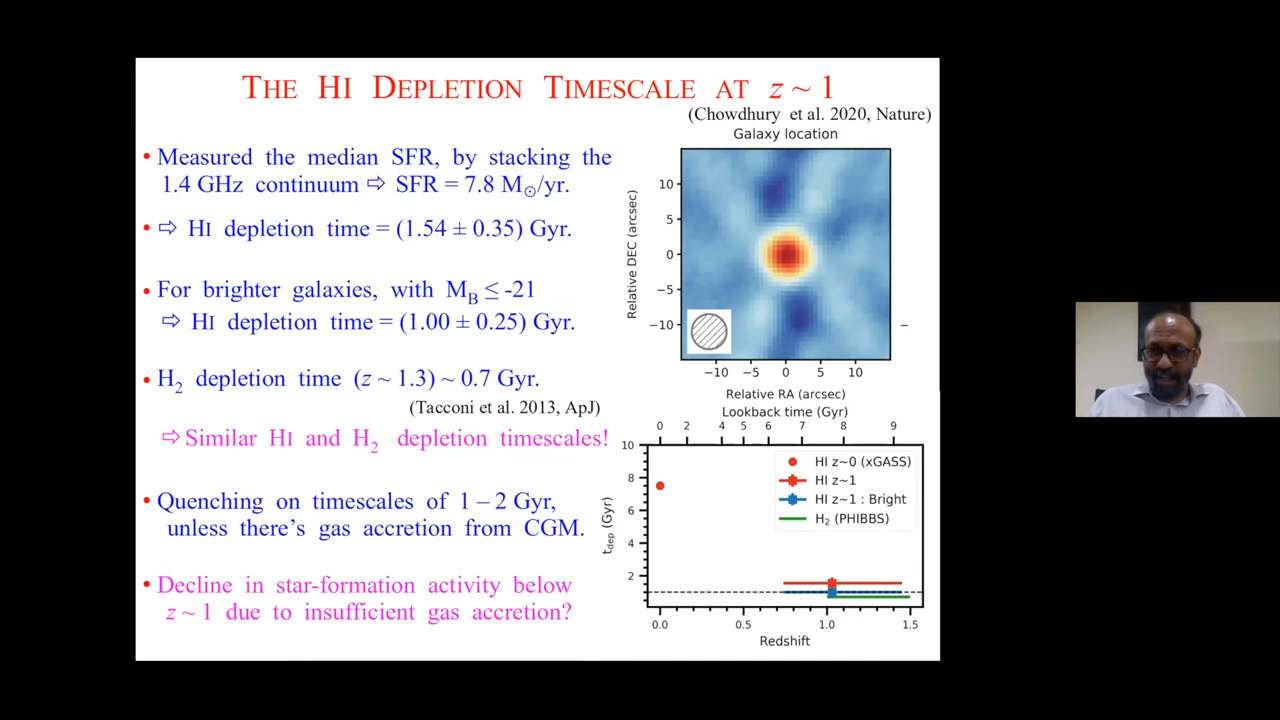 THE HI DEPLETION TIMESCALE AT z ~ 1
(Chowdhury et al. 2020, Nature)
• Measured the median SFR, by stacking the
1.4 GHz continuum ⇨ SFR = 7.8 M☉/yr.
• ⇨ HI depletion time = (1.54 ± 0.35) Gyr.
• For brighter galaxies, with M_B ≤ -21
⇨ HI depletion time = (1.00 ± 0.25) Gyr.
• H₂ depletion time (z ~ 1.3) ~ 0.7 Gyr.
(Tacconi et al. 2013, ApJ)
⇨ Similar HI and H₂ depletion timescales!
• Quenching on timescales of 1 – 2 Gyr,
unless there's gas accretion from CGM.
• Decline in star-formation activity below
z ~ 1 due to insufficient gas accretion?
Galaxy location
Relative DEC (arcsec)
10
5
0
−5
−10
−10 −5 0 5 10
Relative RA (arcsec)
Lookback time (Gyr)
0 2 4 5 6 7 8 9
t_dep (Gyr)
10
8
6
4
2
HI z~0 (xGASS)
HI z~1
HI z~1 : Bright
H₂ (PHIBBS)
0.0 0.5 1.0 1.5
Redshift